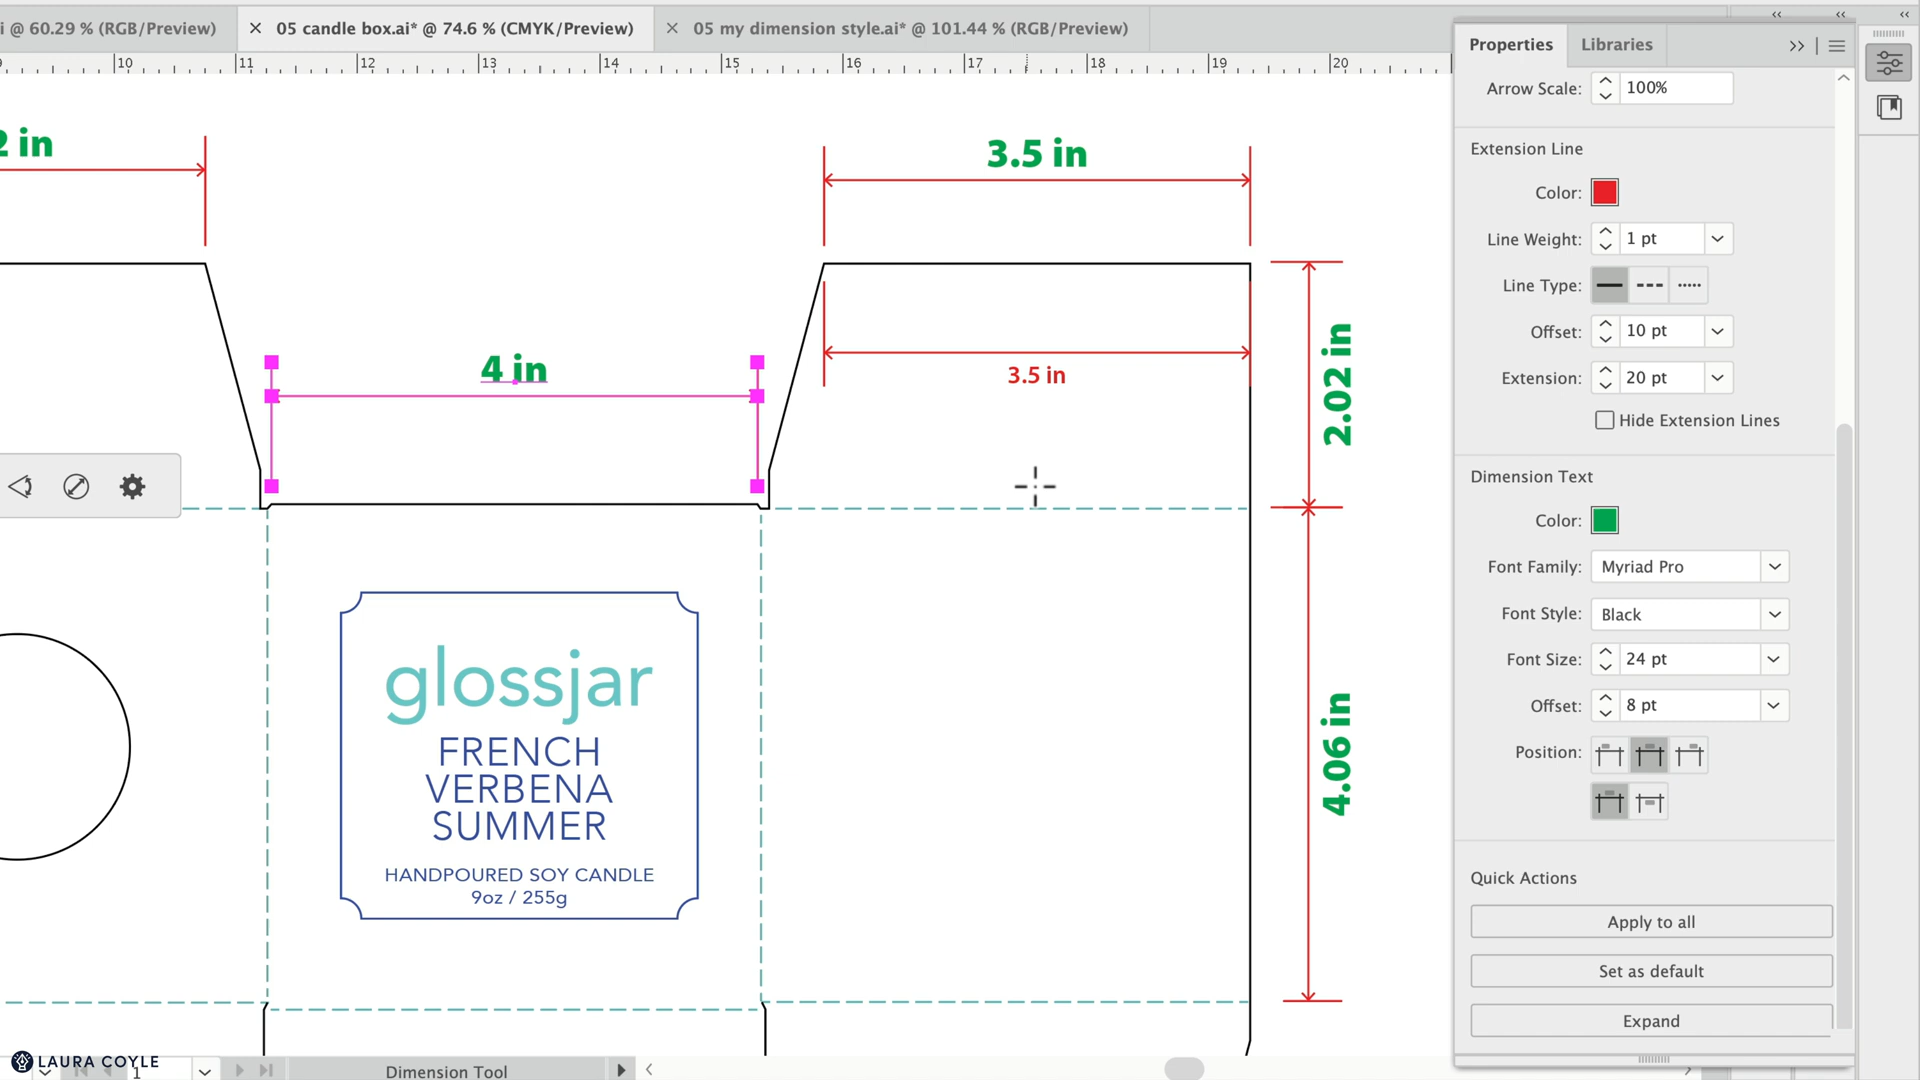 i @ 60.29 % (RGB/Preview)
05 candle box.ai* @ 74.6 % (CMYK/Preview)
05 my dimension style.ai* @ 101.44 % (RGB/Preview)
10 11 12 13 14 15 16 17 18 19 20
2 in
3.5 in
4 in
3.5 in
2.02 in
4.06 in
glossjar
FRENCH
VERBENA
SUMMER
HANDPOURED SOY CANDLE
9oz / 255g
LAURA COYLE
1
Dimension Tool
Properties
Libraries
Arrow Scale: 100%
Extension Line
Color:
Line Weight: 1 pt
Line Type:
Offset: 10 pt
Extension: 20 pt
Hide Extension Lines
Dimension Text
Color:
Font Family: Myriad Pro
Font Style: Black
Font Size: 24 pt
Offset: 8 pt
Position:
Quick Actions
Apply to all
Set as default
Expand